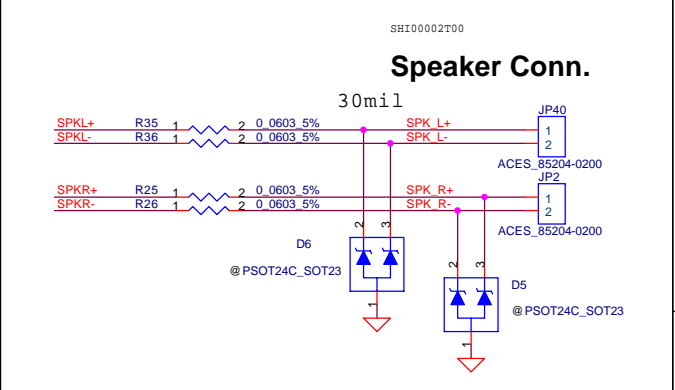 SHI00002T00
Speaker Conn.
30mil
JP40
SPKL+ R35 1 2 0_0603_5% SPK_L+ 1
SPKL- R36 1 2 0_0603_5% SPK_L- 2
ACES_85204-0200
JP2
SPKR+ R25 1 2 0_0603_5% SPK_R+ 1
SPKR- R26 1 2 0_0603_5% SPK_R- 2
ACES_85204-0200
2 3
D6
@PSOT24C_SOT23
1
2 3
D5
@PSOT24C_SOT23
1